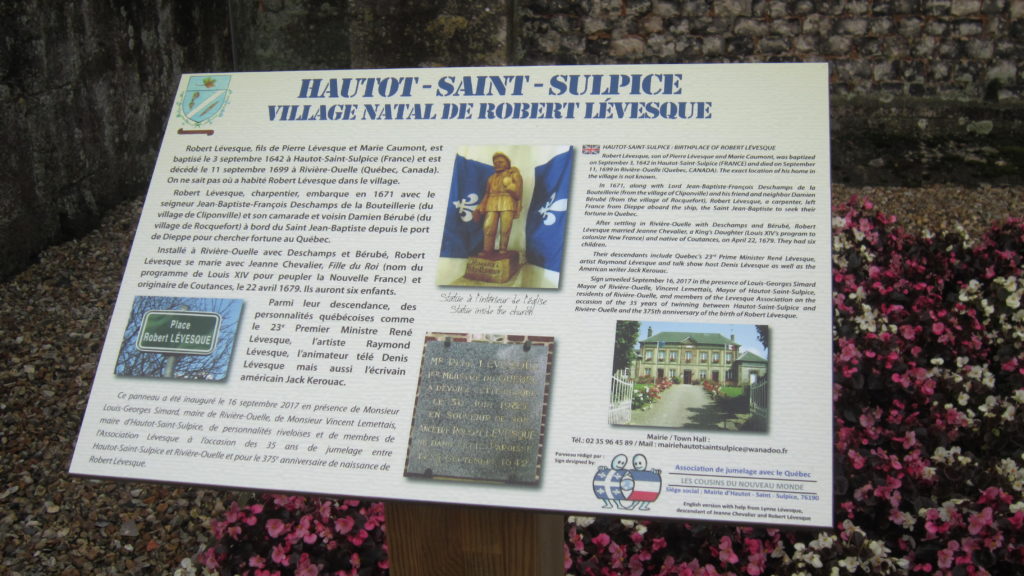 HAUTOT - SAINT - SULPICE
VILLAGE NATAL DE ROBERT LÉVESQUE
Robert Lévesque, fils de Pierre Lévesque et Marie Caumont, est
baptisé le 3 septembre 1642 à Hautot-Saint-Sulpice (France) et est
décédé le 11 septembre 1699 à Rivière-Ouelle (Québec, Canada).
On ne sait pas où a habité Robert Lévesque dans le village.
Robert Lévesque, charpentier, embarque en 1671 avec le
seigneur Jean-Baptiste-François Deschamps de la Bouteillerie (du
village de Cliponville) et son camarade et voisin Damien Bérubé (du
village de Rocquefort) à bord du Saint Jean-Baptiste depuis le port
de Dieppe pour chercher fortune au Québec.
Installé à Rivière-Ouelle avec Deschamps et Bérubé, Robert
Lévesque se marie avec Jeanne Chevalier, Fille du Roi (nom du
programme de Louis XIV pour peupler la Nouvelle France) et
originaire de Coutances, le 22 avril 1679. Ils auront six enfants.
Place
Robert LÉVESQUE
Parmi leur descendance, des
personnalités québécoises comme
le 23e Premier Ministre René
Lévesque, l'artiste Raymond
Lévesque, l'animateur télé Denis
Lévesque mais aussi l'écrivain
américain Jack Kerouac.
Ce panneau a été inauguré le 16 septembre 2017 en présence de Monsieur
Louis-Georges Simard, maire de Rivière-Ouelle, de Monsieur Vincent Lemettais,
maire d'Hautot-Saint-Sulpice, de personnalités riveloises et de membres de
l'Association Lévesque à l'occasion des 35 ans de jumelage entre
Hautot-Saint-Sulpice et Rivière-Ouelle et pour le 375e anniversaire de naissance de
Robert Lévesque.
Statue à l'intérieur de l'église
Statue inside the church
HAUTOT-SAINT-SULPICE : BIRTHPLACE OF ROBERT LÉVESQUE
Robert Lévesque, son of Pierre Lévesque and Marie Caumont, was baptized
on September 3, 1642 in Hautot-Saint-Sulpice (FRANCE) and died on September
11, 1699 in Rivière-Ouelle (Quebec, CANADA). The exact location of his home in
the village is not known.
In 1671, along with Lord Jean-Baptiste-François Deschamps de la
Bouteillerie (from the village of Cliponville) and his friend and neighbor Damien
Bérubé (from the village of Rocquefort), Robert Lévesque, a carpenter, left
France from Dieppe aboard the ship, the Saint Jean-Baptiste to seek their
fortune in Quebec.
After settling in Rivière-Ouelle with Deschamps and Bérubé, Robert
Lévesque married Jeanne Chevalier, a King's Daughter (Louis XIV's program to
colonize New France) and native of Coutances, on April 22, 1679. They had six
children.
Their descendants include Quebec's 23rd Prime Minister René Lévesque,
artist Raymond Lévesque and talk show host Denis Lévesque as well as the
American writer Jack Kerouac.
Sign unveiled September 16, 2017 in the presence of Louis-Georges Simard
Mayor of Rivière-Ouelle, Vincent Lemettais, Mayor of Hautot-Saint-Sulpice,
residents of Rivière-Ouelle, and members of the Levesque Association on the
occasion of the 35 years of twinning between Hautot-Saint-Sulpice and
Rivière-Ouelle and the 375th anniversary of the birth of Robert Lévesque.
Mairie / Town Hall :
Tél.: 02 35 96 45 89 / Mail : mairiehautotsaintsulpice@wanadoo.fr
Panneau rédigé par :
Sign designed by:
Association de jumelage avec le Québec
LES COUSINS DU NOUVEAU MONDE
Siège social : Mairie d'Hautot - Saint - Sulpice, 76190
English version with help from Lynne Lévesque,
descendant of Jeanne Chevalier and Robert Lévesque